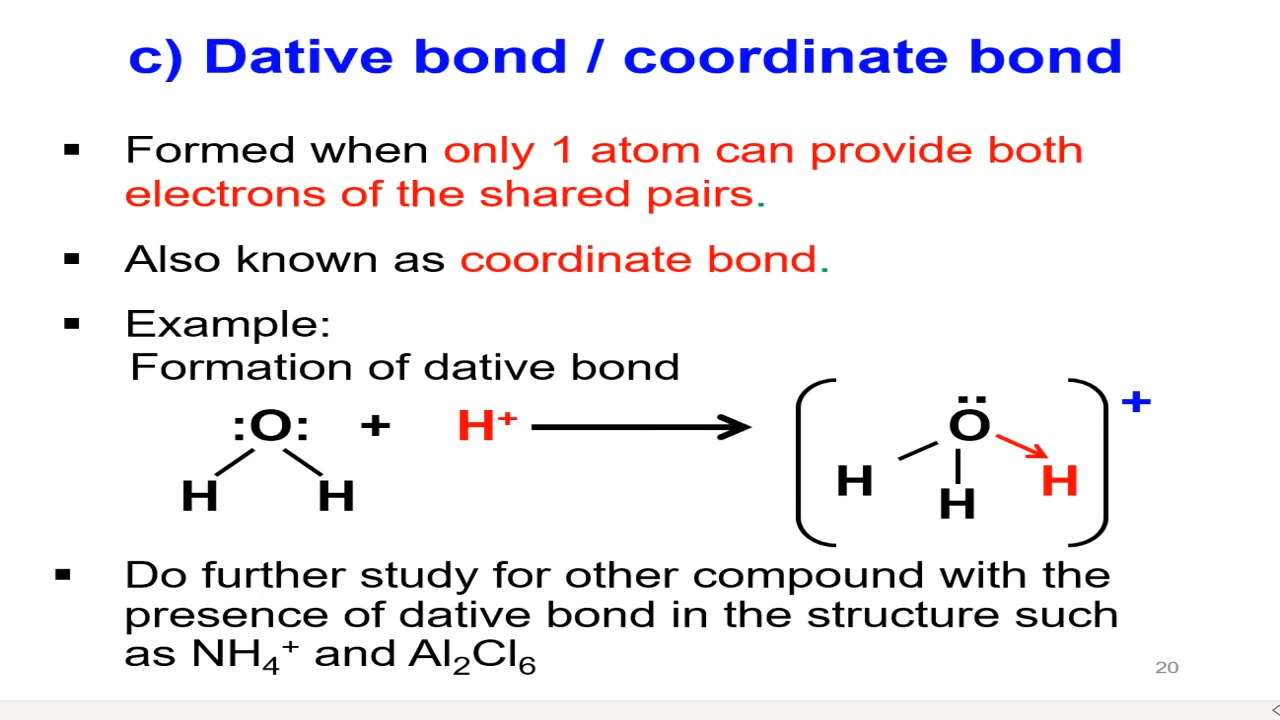 c) Dative bond / coordinate bond
▪ Formed when only 1 atom can provide both
electrons of the shared pairs.
▪ Also known as coordinate bond.
▪ Example:
Formation of dative bond
:O: + H⁺ → Ö +
H H H H H
▪ Do further study for other compound with the
presence of dative bond in the structure such
as NH₄⁺ and Al₂Cl₆
20